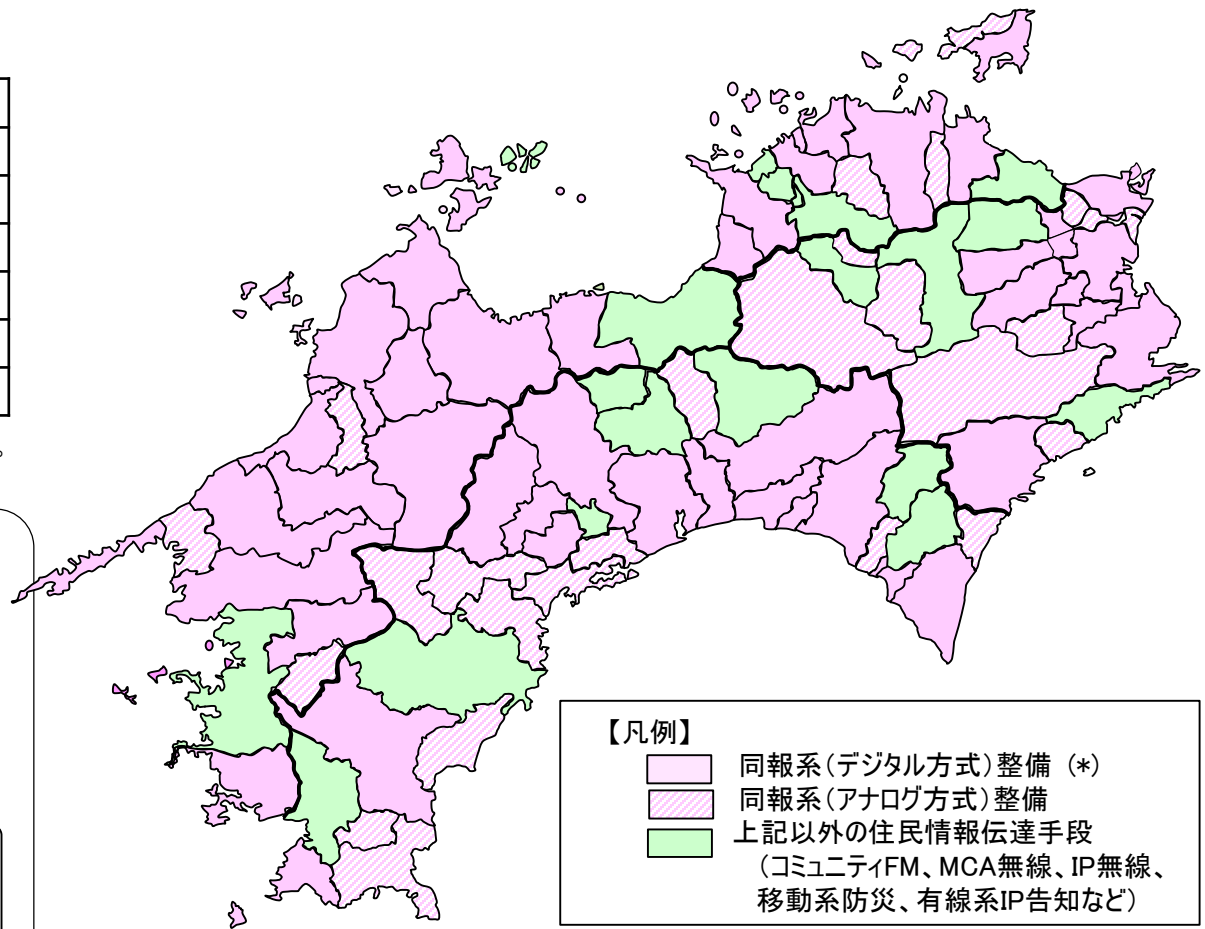 【凡例】
同報系(デジタル方式)整備 (*)
同報系(アナログ方式)整備
上記以外の住民情報伝達手段
(コミュニティFM、MCA無線、IP無線、
移動系防災、有線系IP告知など)